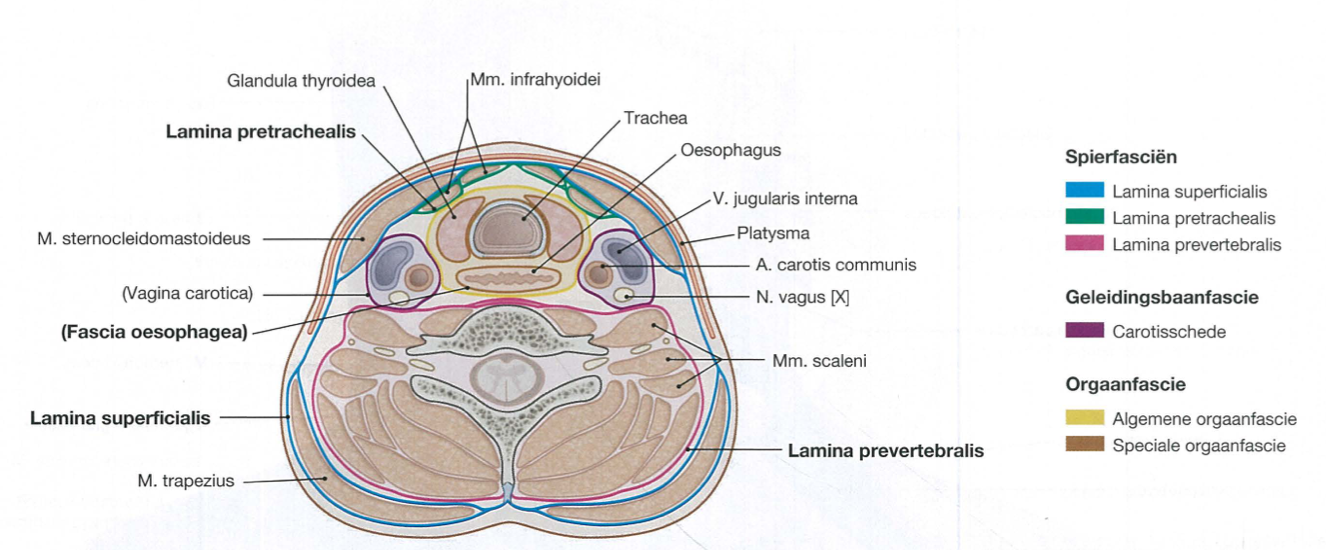 Glandula thyroidea
Mm. infrahyoidei
Lamina pretrachealis
Trachea
Oesophagus
V. jugularis interna
M. sternocleidomastoideus
Platysma
A. carotis communis
(Vagina carotica)
N. vagus [X]
(Fascia oesophagea)
Mm. scaleni
Lamina superficialis
Lamina prevertebralis
M. trapezius
Spierfasciën
Lamina superficialis
Lamina pretrachealis
Lamina prevertebralis
Geleidingsbaanfascie
Carotisschede
Orgaanfascie
Algemene orgaanfascie
Speciale orgaanfascie